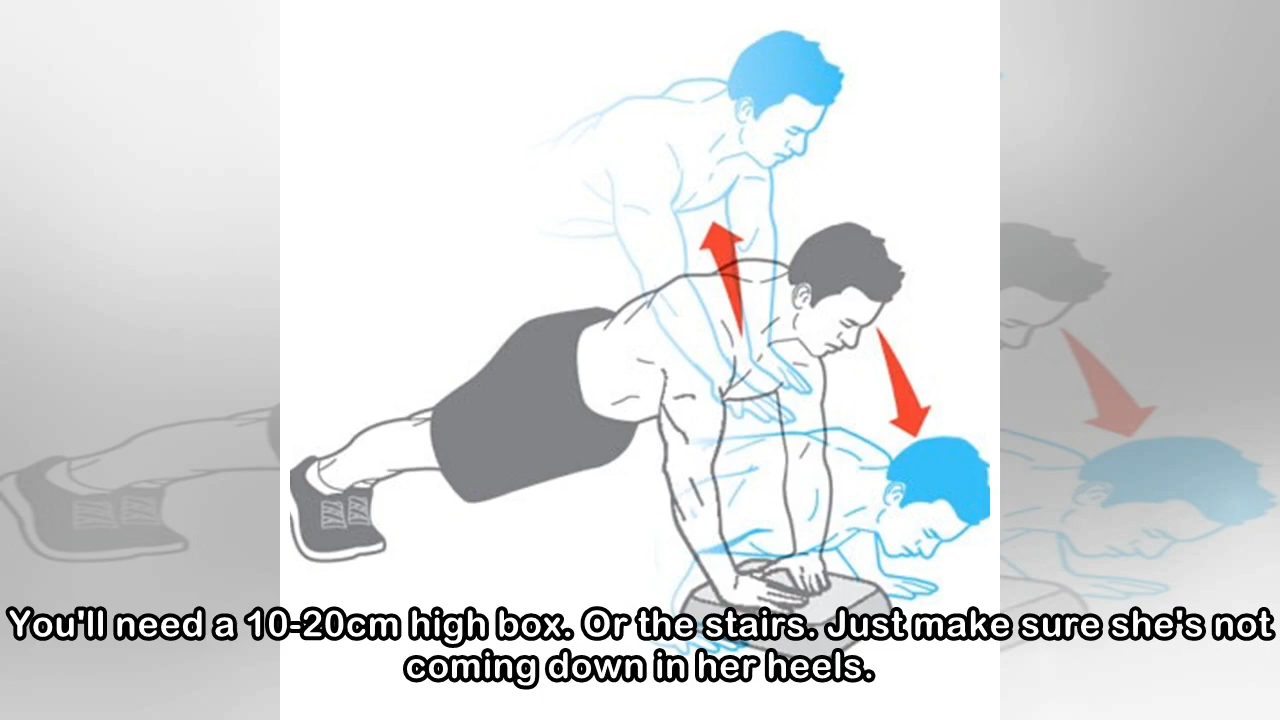 You'll need a 10-20cm high box. Or the stairs. Just make sure she's not
coming down in her heels.